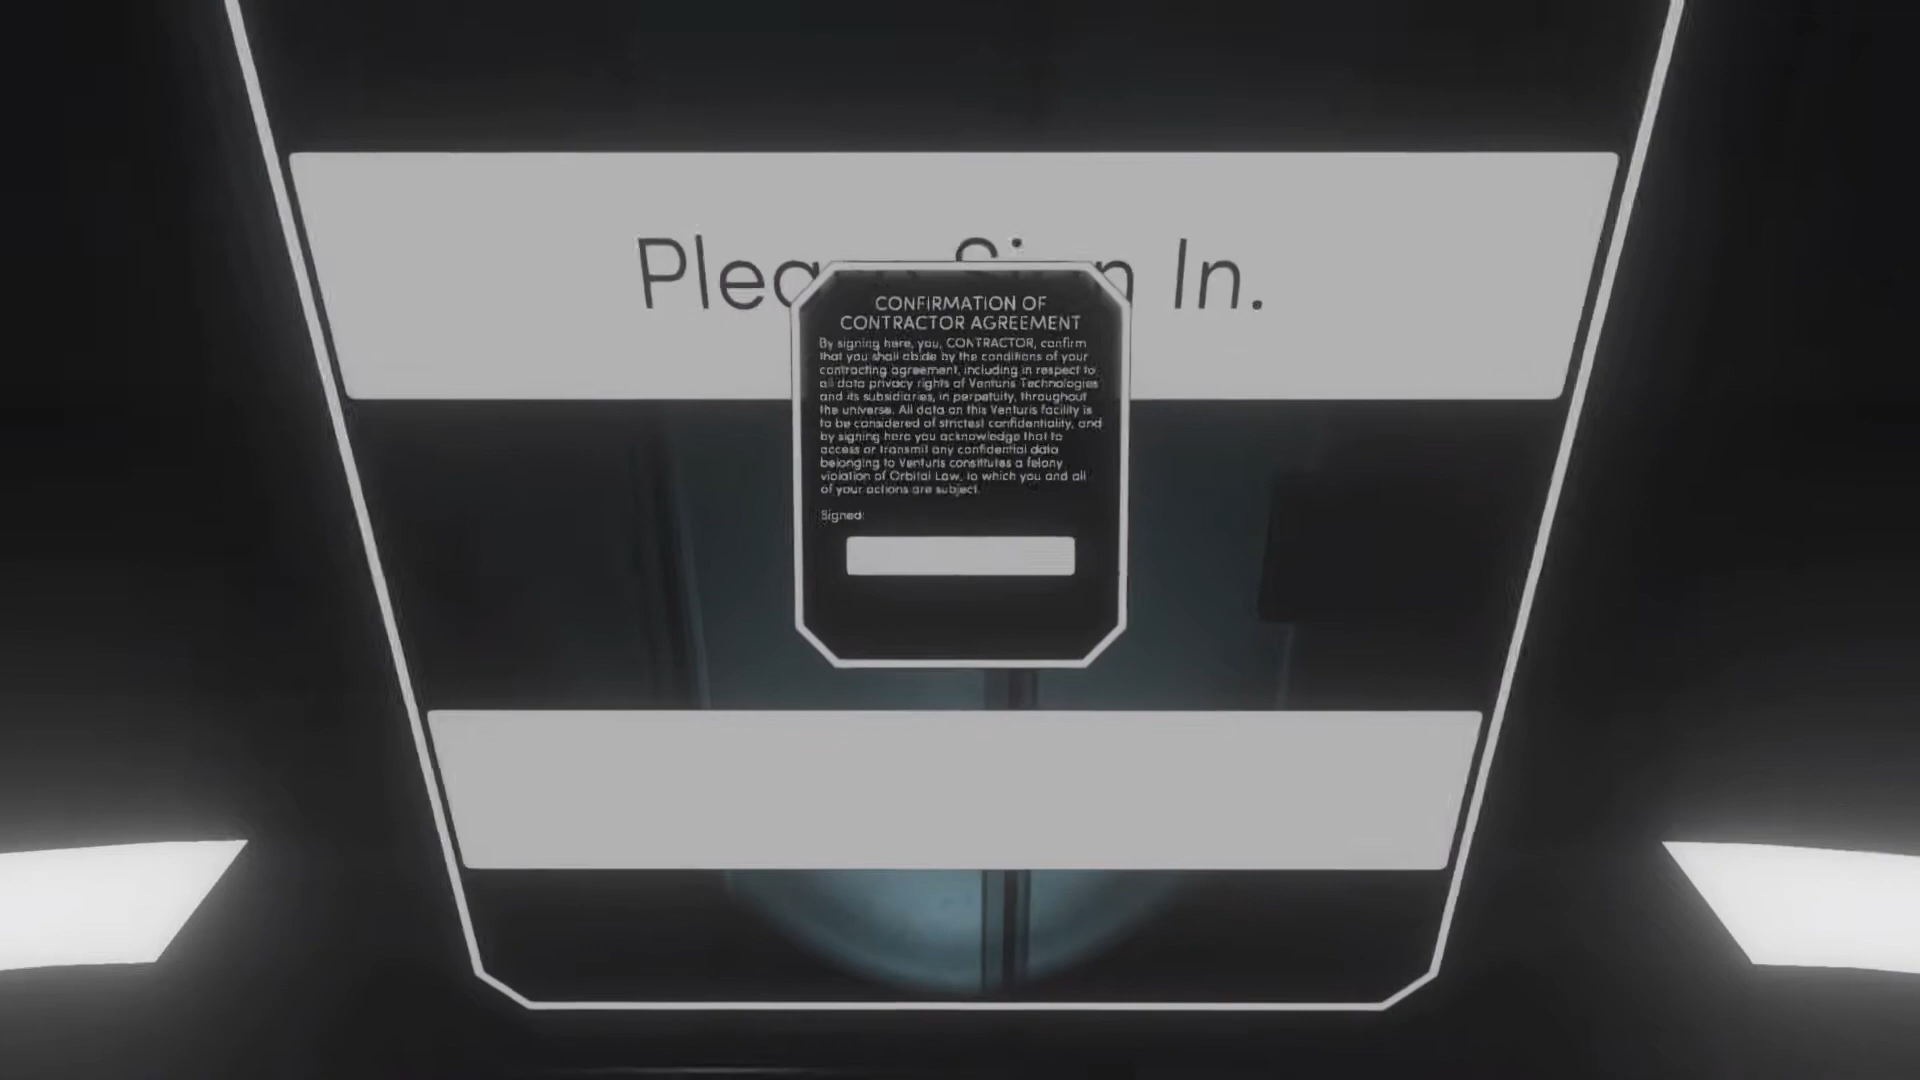 Please Sign In.
CONFIRMATION OF
CONTRACTOR AGREEMENT
By signing here, you, CONTRACTOR, confirm
that you shall abide by the conditions of your
contracting agreement, including in respect to
all data privacy rights of Venturis Technologies
and its subsidiaries, in perpetuity, throughout
the universe. All data on this Venturis facility is
to be considered of strictest confidentiality, and
by signing here you acknowledge that to
access or transmit any confidential data
belonging to Venturis constitutes a felony
violation of Orbital Law, to which you and all
of your actions are subject.
Signed: